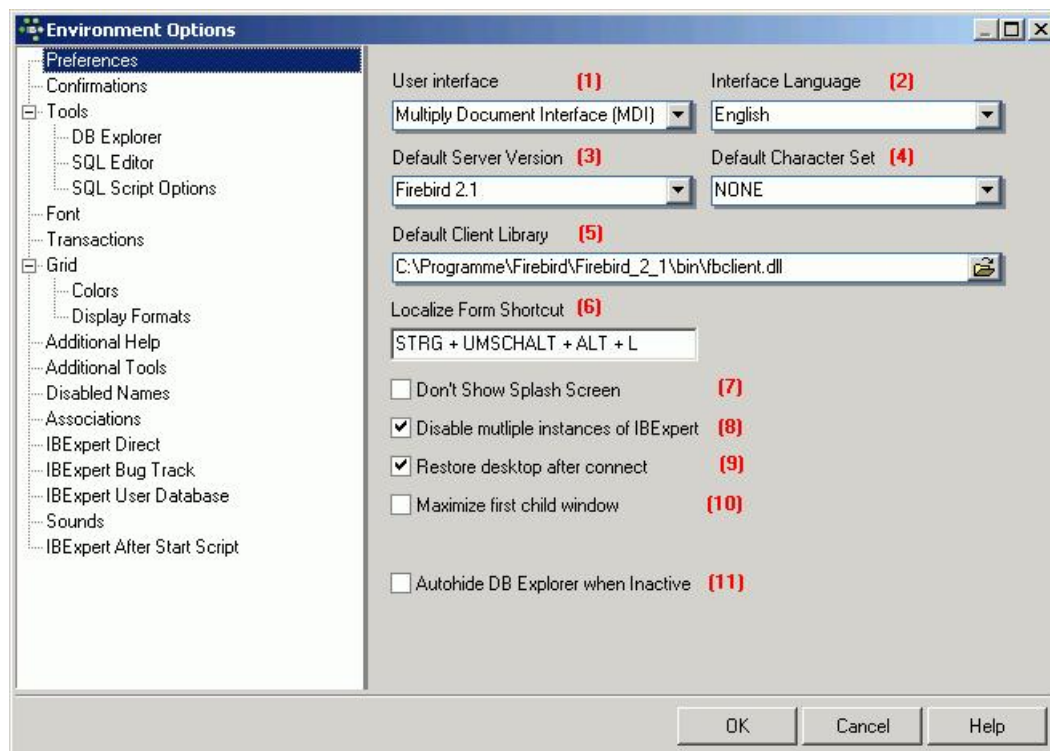 Environment Options
Preferences
Confirmations
Tools
DB Explorer
SQL Editor
SQL Script Options
Font
Transactions
Grid
Colors
Display Formats
Additional Help
Additional Tools
Disabled Names
Associations
IBExpert Direct
IBExpert Bug Track
IBExpert User Database
Sounds
IBExpert After Start Script
User interface (1) Interface Language (2)
Multiply Document Interface (MDI) English
Default Server Version (3) Default Character Set (4)
Firebird 2.1 NONE
Default Client Library (5)
C:\Programme\Firebird\Firebird_2_1\bin\fbclient.dll
Localize Form Shortcut (6)
STRG + UMSCHALT + ALT + L
Don't Show Splash Screen (7)
Disable mutliple instances of IBExpert (8)
Restore desktop after connect (9)
Maximize first child window (10)
Autohide DB Explorer when Inactive (11)
OK Cancel Help